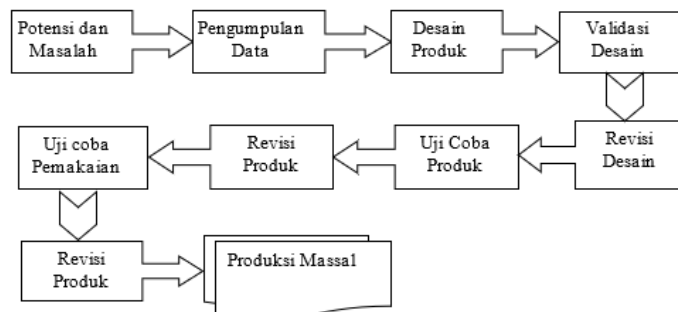 Potensi dan
Masalah
Pengumpulan
Data
Desain
Produk
Validasi
Desain
Revisi
Desain
Uji Coba
Produk
Revisi
Produk
Uji coba
Pemakaian
Revisi
Produk
Produksi Massal